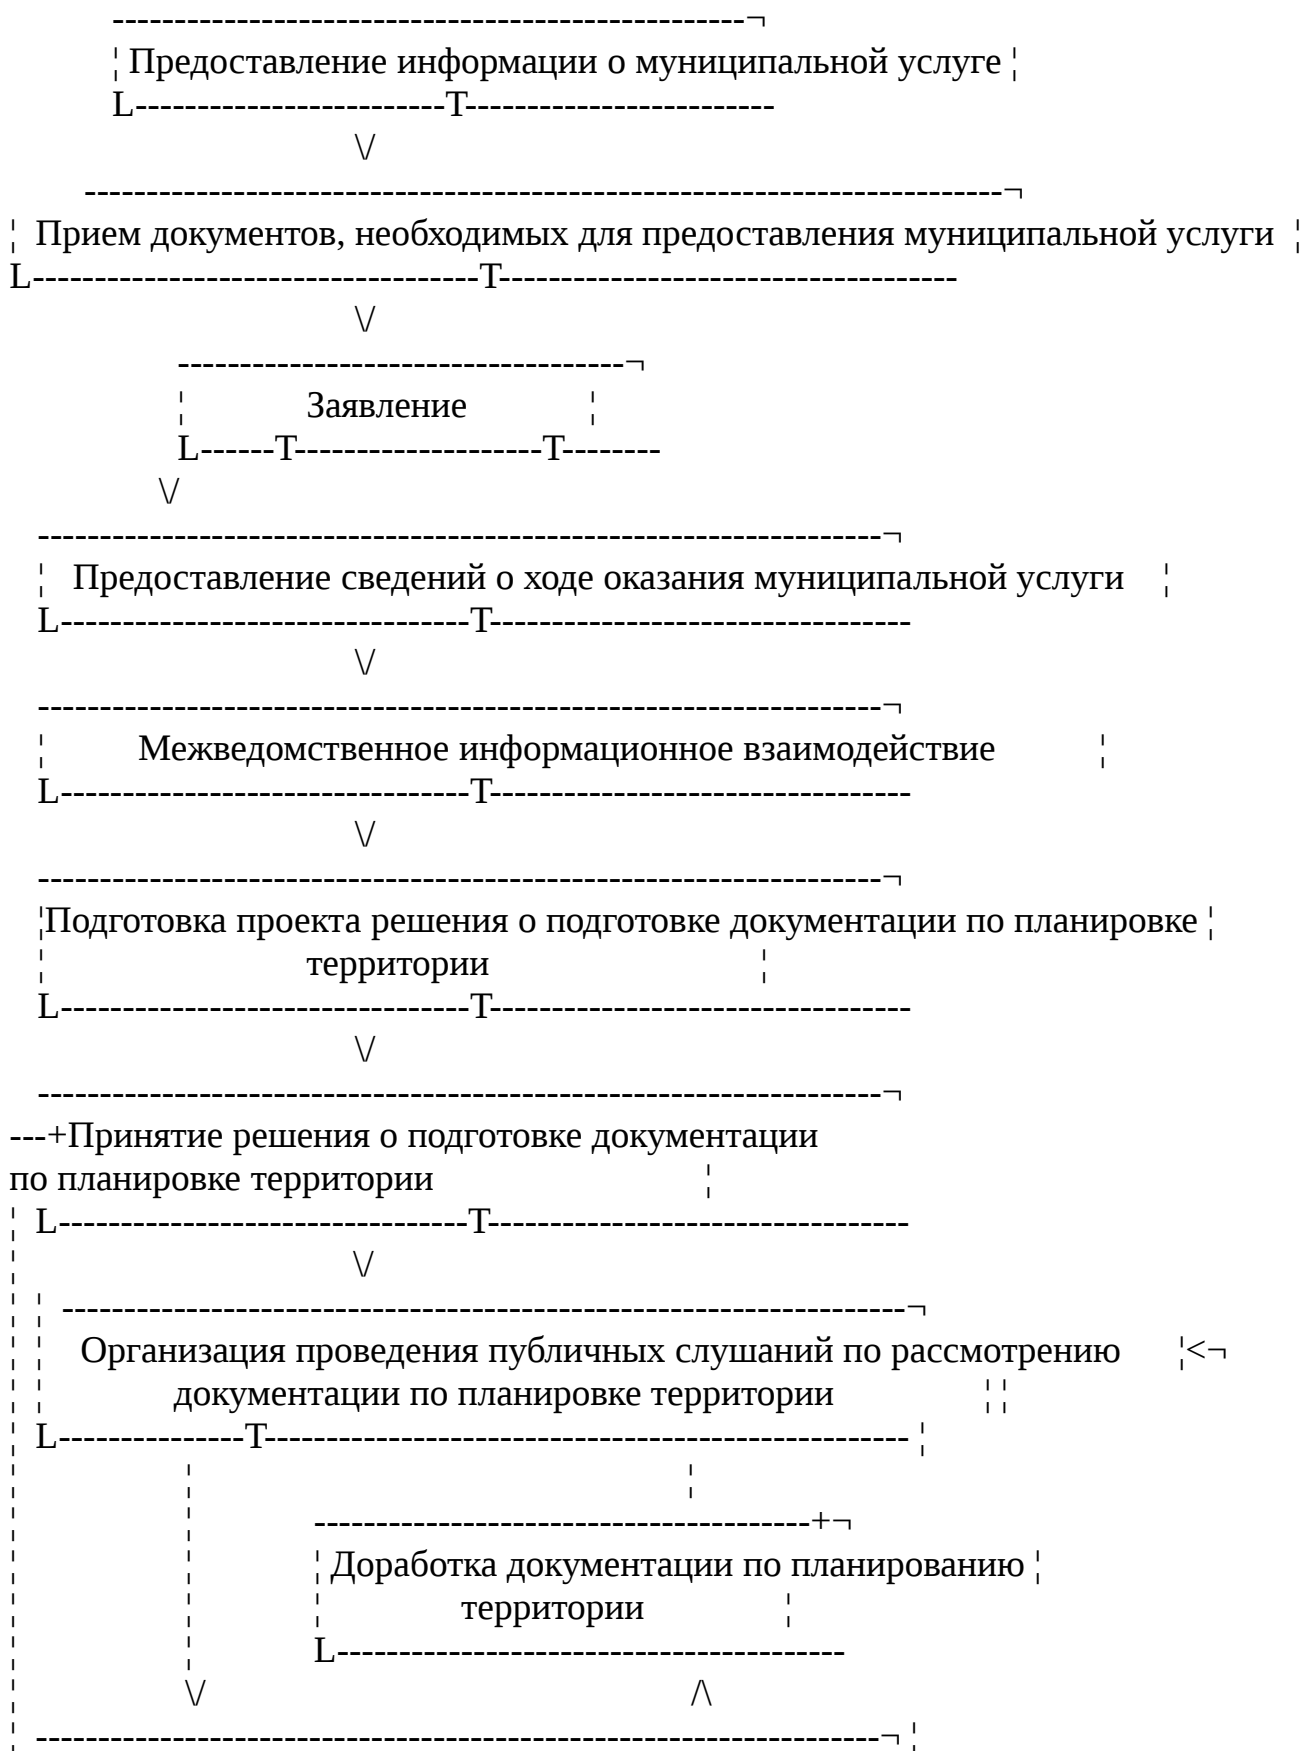 ---------------------------------------------------¬
¦ Предоставление информации о муниципальной услуге ¦
L-------------------------T-------------------------
\/
--------------------------------------------------------------------------¬
¦ Прием документов, необходимых для предоставления муниципальной услуги ¦
L------------------------------------T-------------------------------------
\/
------------------------------------¬
¦ Заявление ¦
L------T--------------------T--------
\/
--------------------------------------------------------------------¬
¦ Предоставление сведений о ходе оказания муниципальной услуги ¦
L---------------------------------T----------------------------------
\/
--------------------------------------------------------------------¬
¦ Межведомственное информационное взаимодействие ¦
L---------------------------------T----------------------------------
\/
--------------------------------------------------------------------¬
¦Подготовка проекта решения о подготовке документации по планировке ¦
¦ территории ¦
L---------------------------------T----------------------------------
\/
--------------------------------------------------------------------¬
---+Принятие решения о подготовке документации
по планировке территории ¦
¦ L---------------------------------T----------------------------------
¦ \/
¦ ¦ --------------------------------------------------------------------¬
¦ ¦ Организация проведения публичных слушаний по рассмотрению ¦<¬
¦ ¦ документации по планировке территории ¦ ¦
¦ L---------------T---------------------------------------------------- ¦
¦ ¦ ¦
¦ ¦ ----------------------------------------+¬
¦ ¦ ¦ Доработка документации по планированию ¦
¦ ¦ ¦ территории ¦
¦ ¦ L-----------------------------------------
¦ \/ /\
¦ --------------------------------------------------------------------¬ ¦